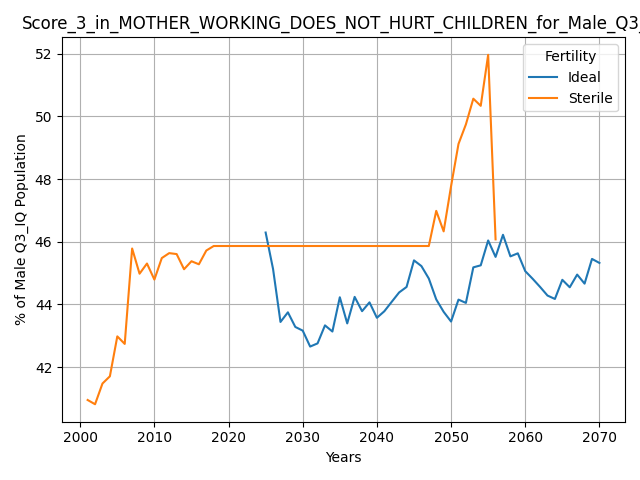 Score_3_in_MOTHER_WORKING_DOES_NOT_HURT_CHILDREN_for_Male_Q3_
Fertility
Ideal
Sterile
% of Male Q3_IQ Population
52
50
48
46
44
42
2000 2010 2020 2030 2040 2050 2060 2070
Years